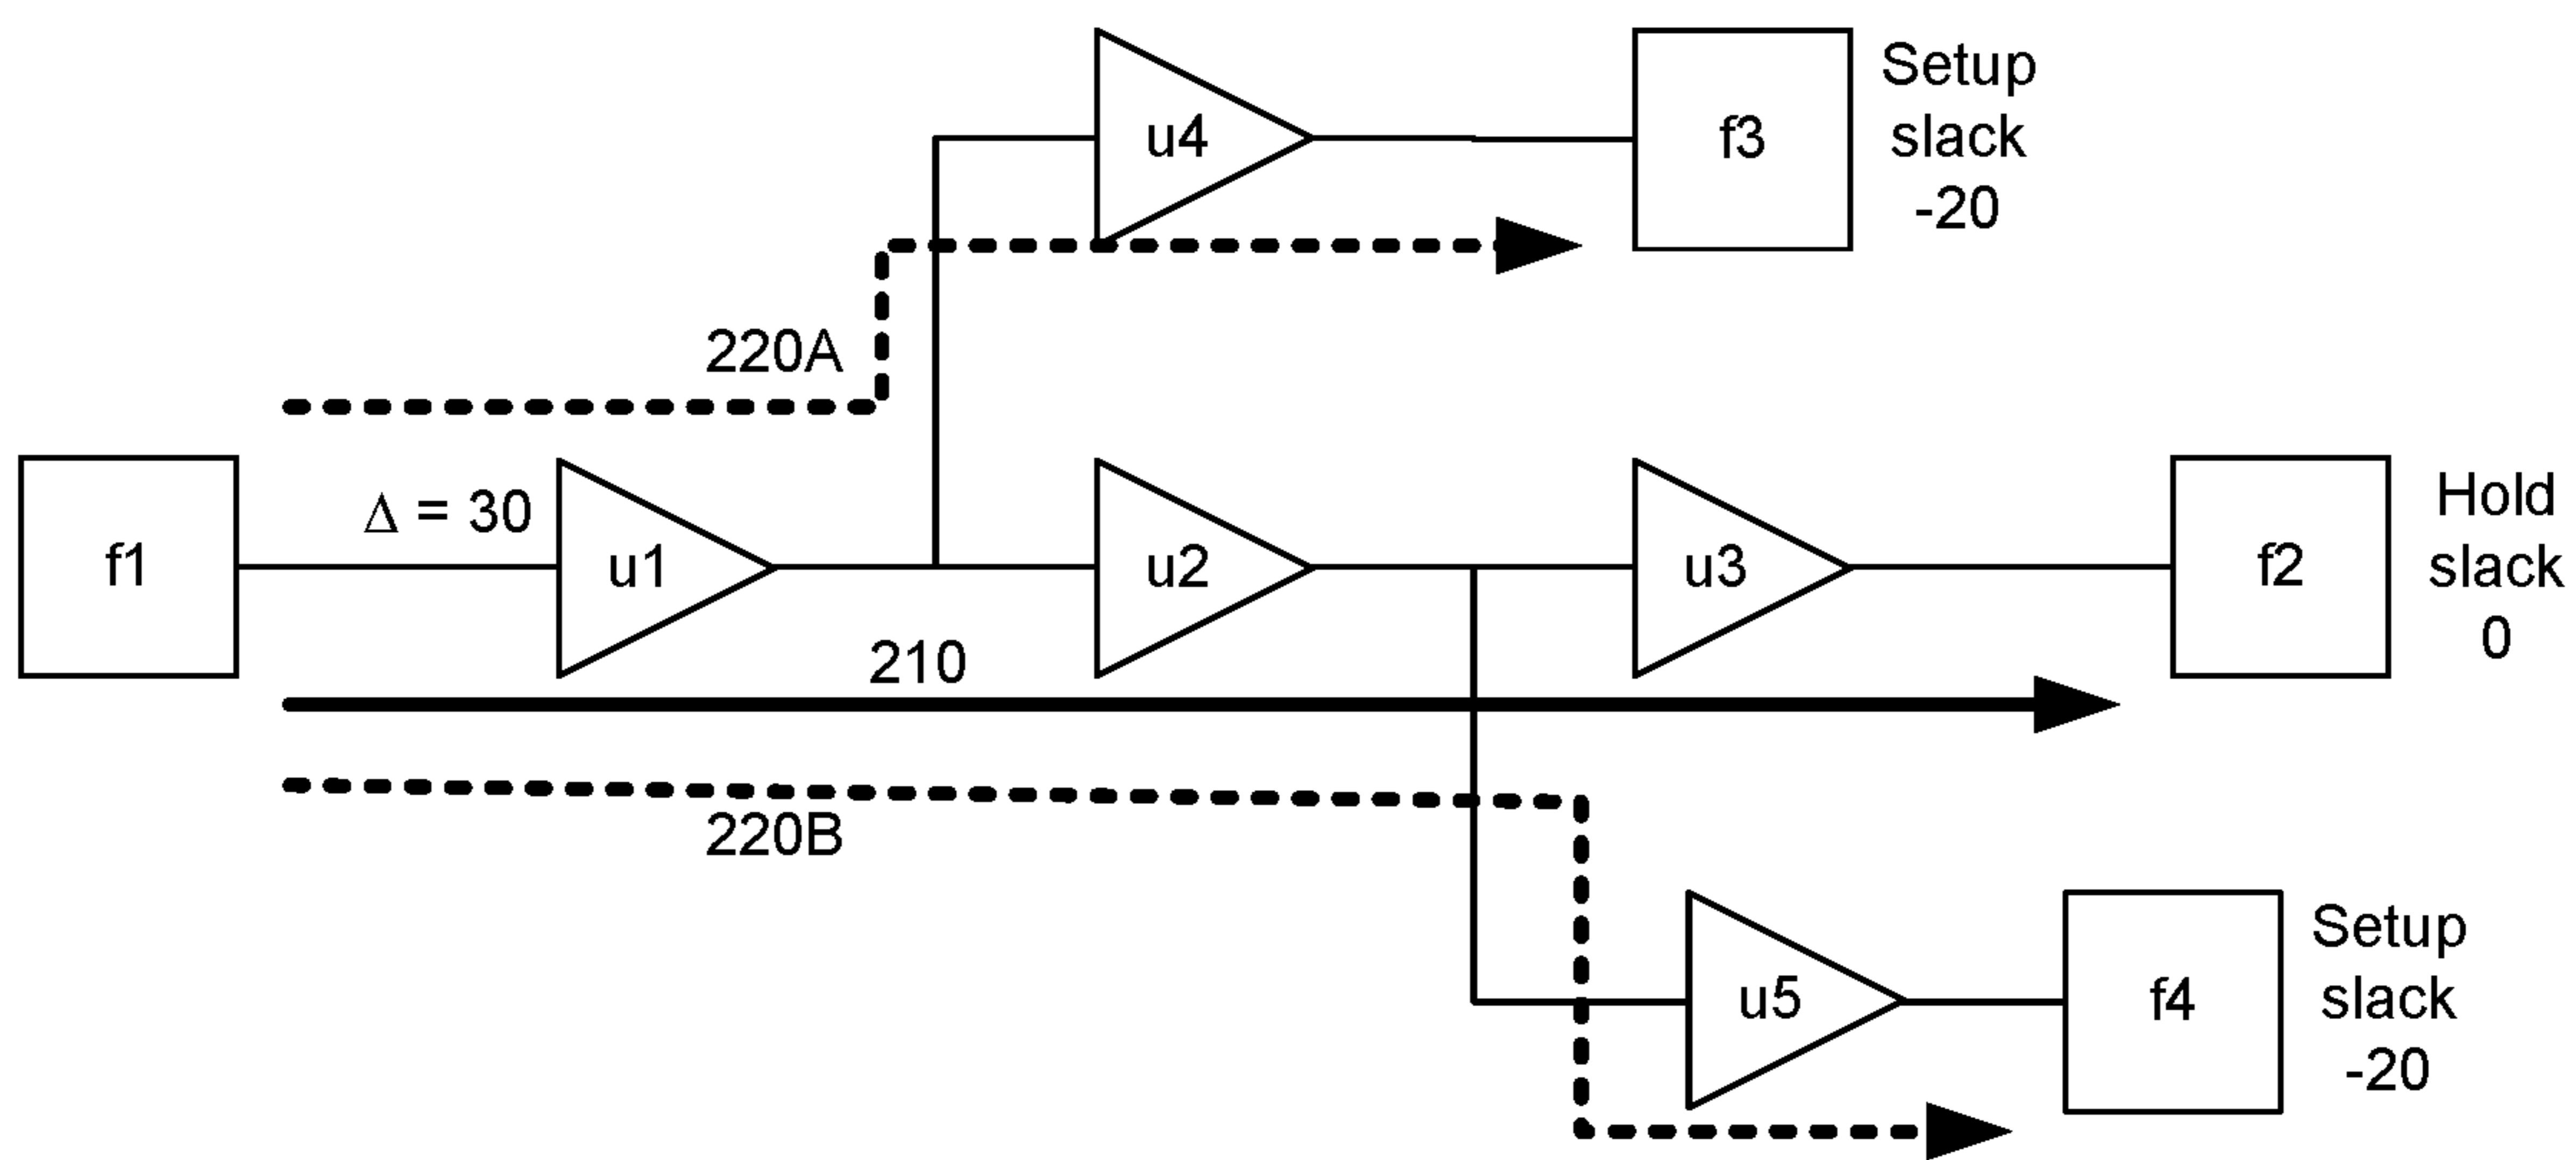 u4
f3
Setup
slack
-20
220A
f1
Δ = 30
u1
u2
u3
f2
Hold
slack
0
210
220B
u5
f4
Setup
slack
-20